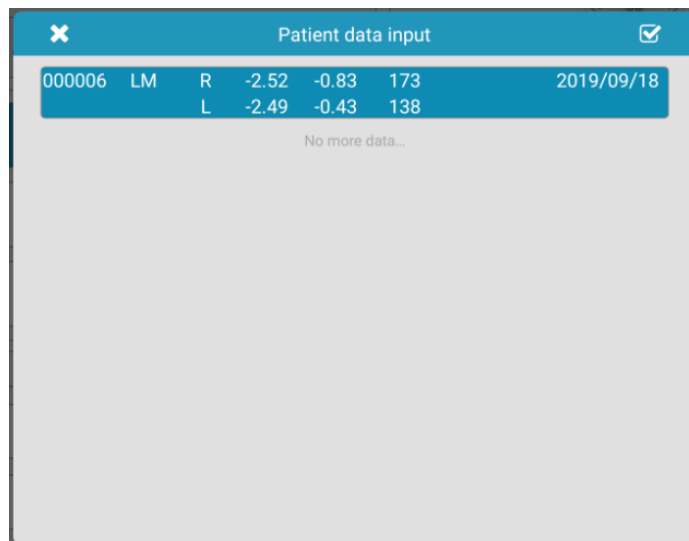 Patient data input
000006 LM R -2.52 -0.83 173 2019/09/18
L -2.49 -0.43 138
No more data...